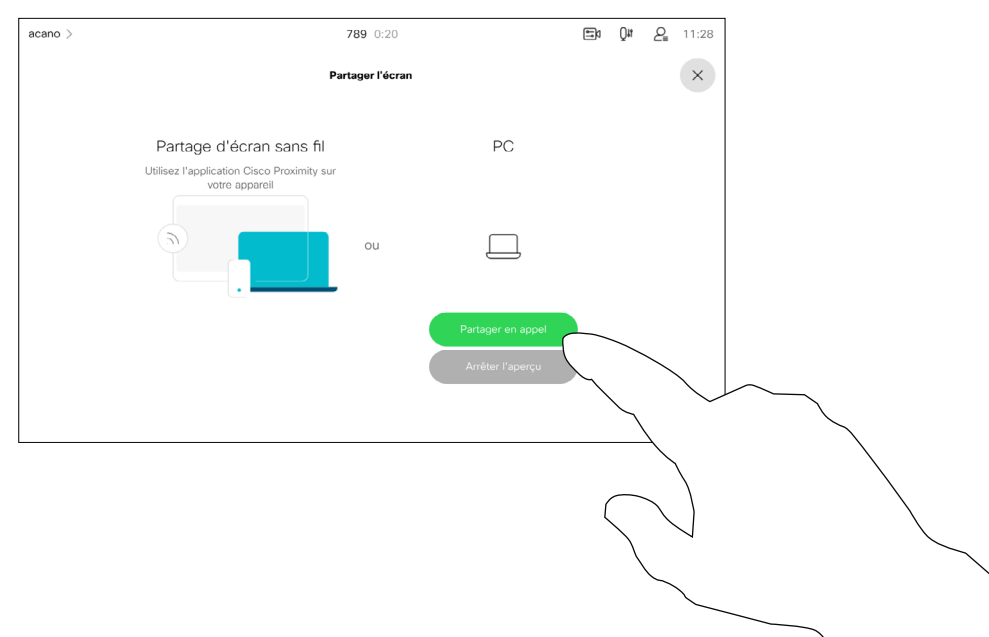 acano
789 0:20
11:28
Partager l'écran
Partage d'écran sans fil
Utilisez l'application Cisco Proximity sur
votre appareil
ou
PC
Partager en appel
Arrêter l'aperçu